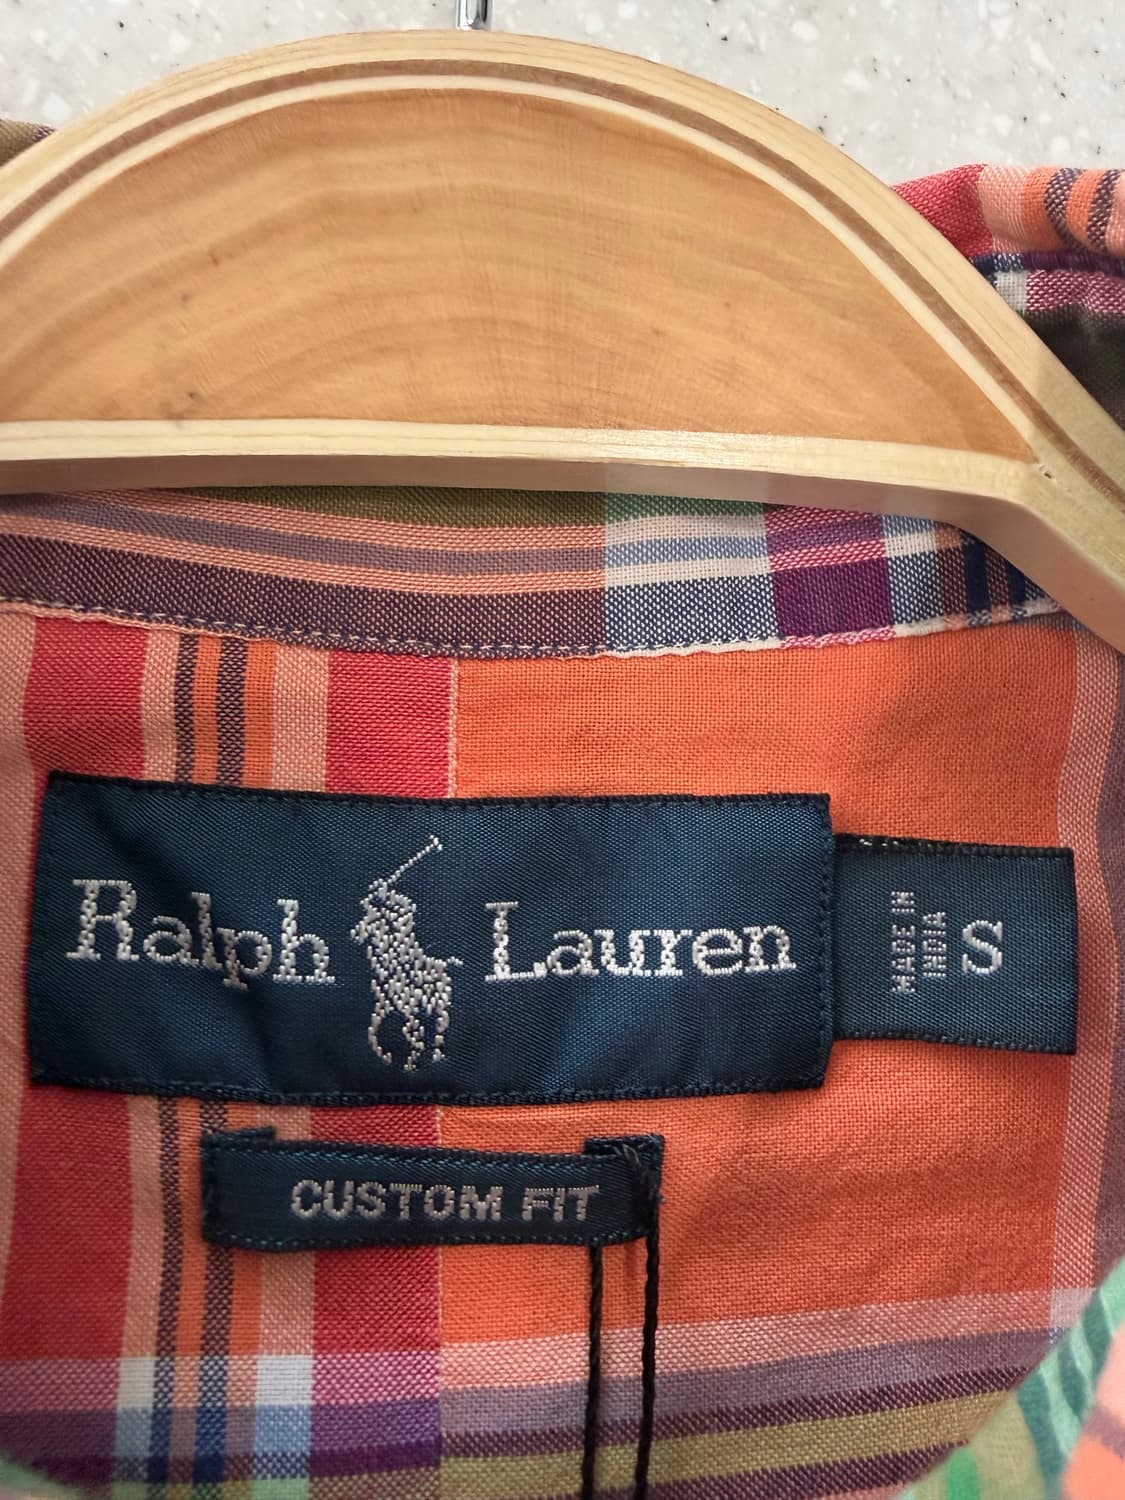 Ralph Lauren
MADE IN
INDIA
S
CUSTOM FIT